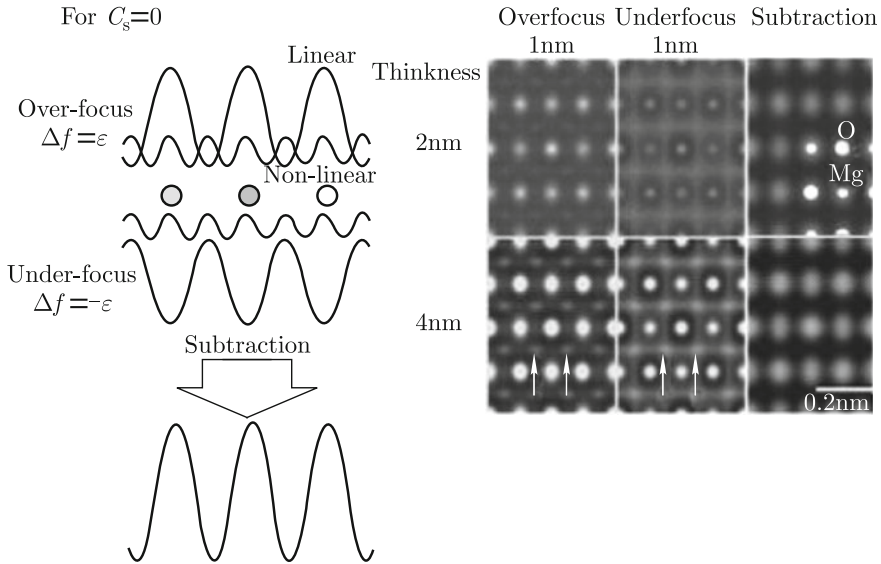 For Cs=0
Linear
Over-focus
Δf=ε
Non-linear
Under-focus
Δf=−ε
Subtraction
Overfocus Underfocus Subtraction
1nm 1nm
Thinkness
2nm
O
Mg
4nm
0.2nm